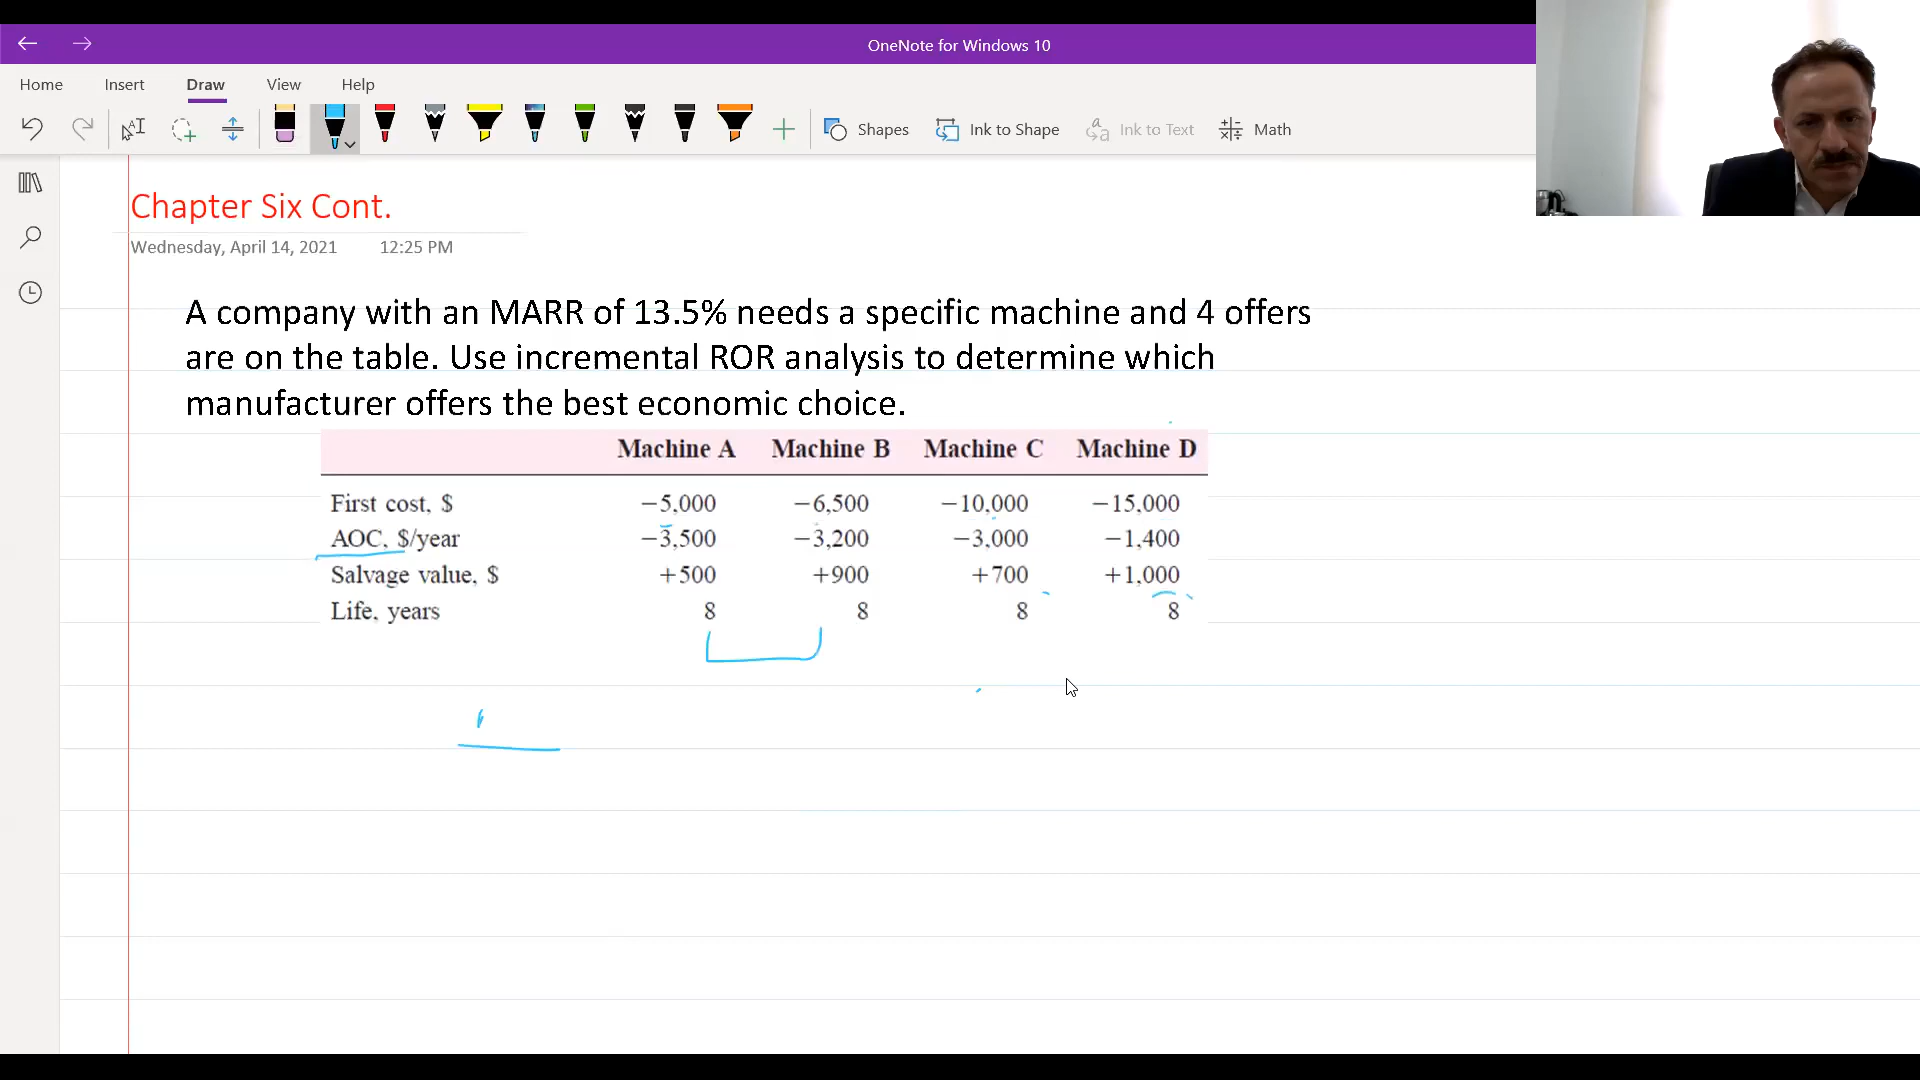 OneNote for Windows 10
Home Insert Draw View Help
Shapes Ink to Shape Ink to Text Math
Chapter Six Cont.
Wednesday, April 14, 2021 12:25 PM
A company with an MARR of 13.5% needs a specific machine and 4 offers
are on the table. Use incremental ROR analysis to determine which
manufacturer offers the best economic choice.
Machine A Machine B Machine C Machine D
First cost, $ −5,000 −6,500 −10,000 −15,000
AOC, $/year −3,500 −3,200 −3,000 −1,400
Salvage value, $ +500 +900 +700 +1,000
Life, years 8 8 8 8